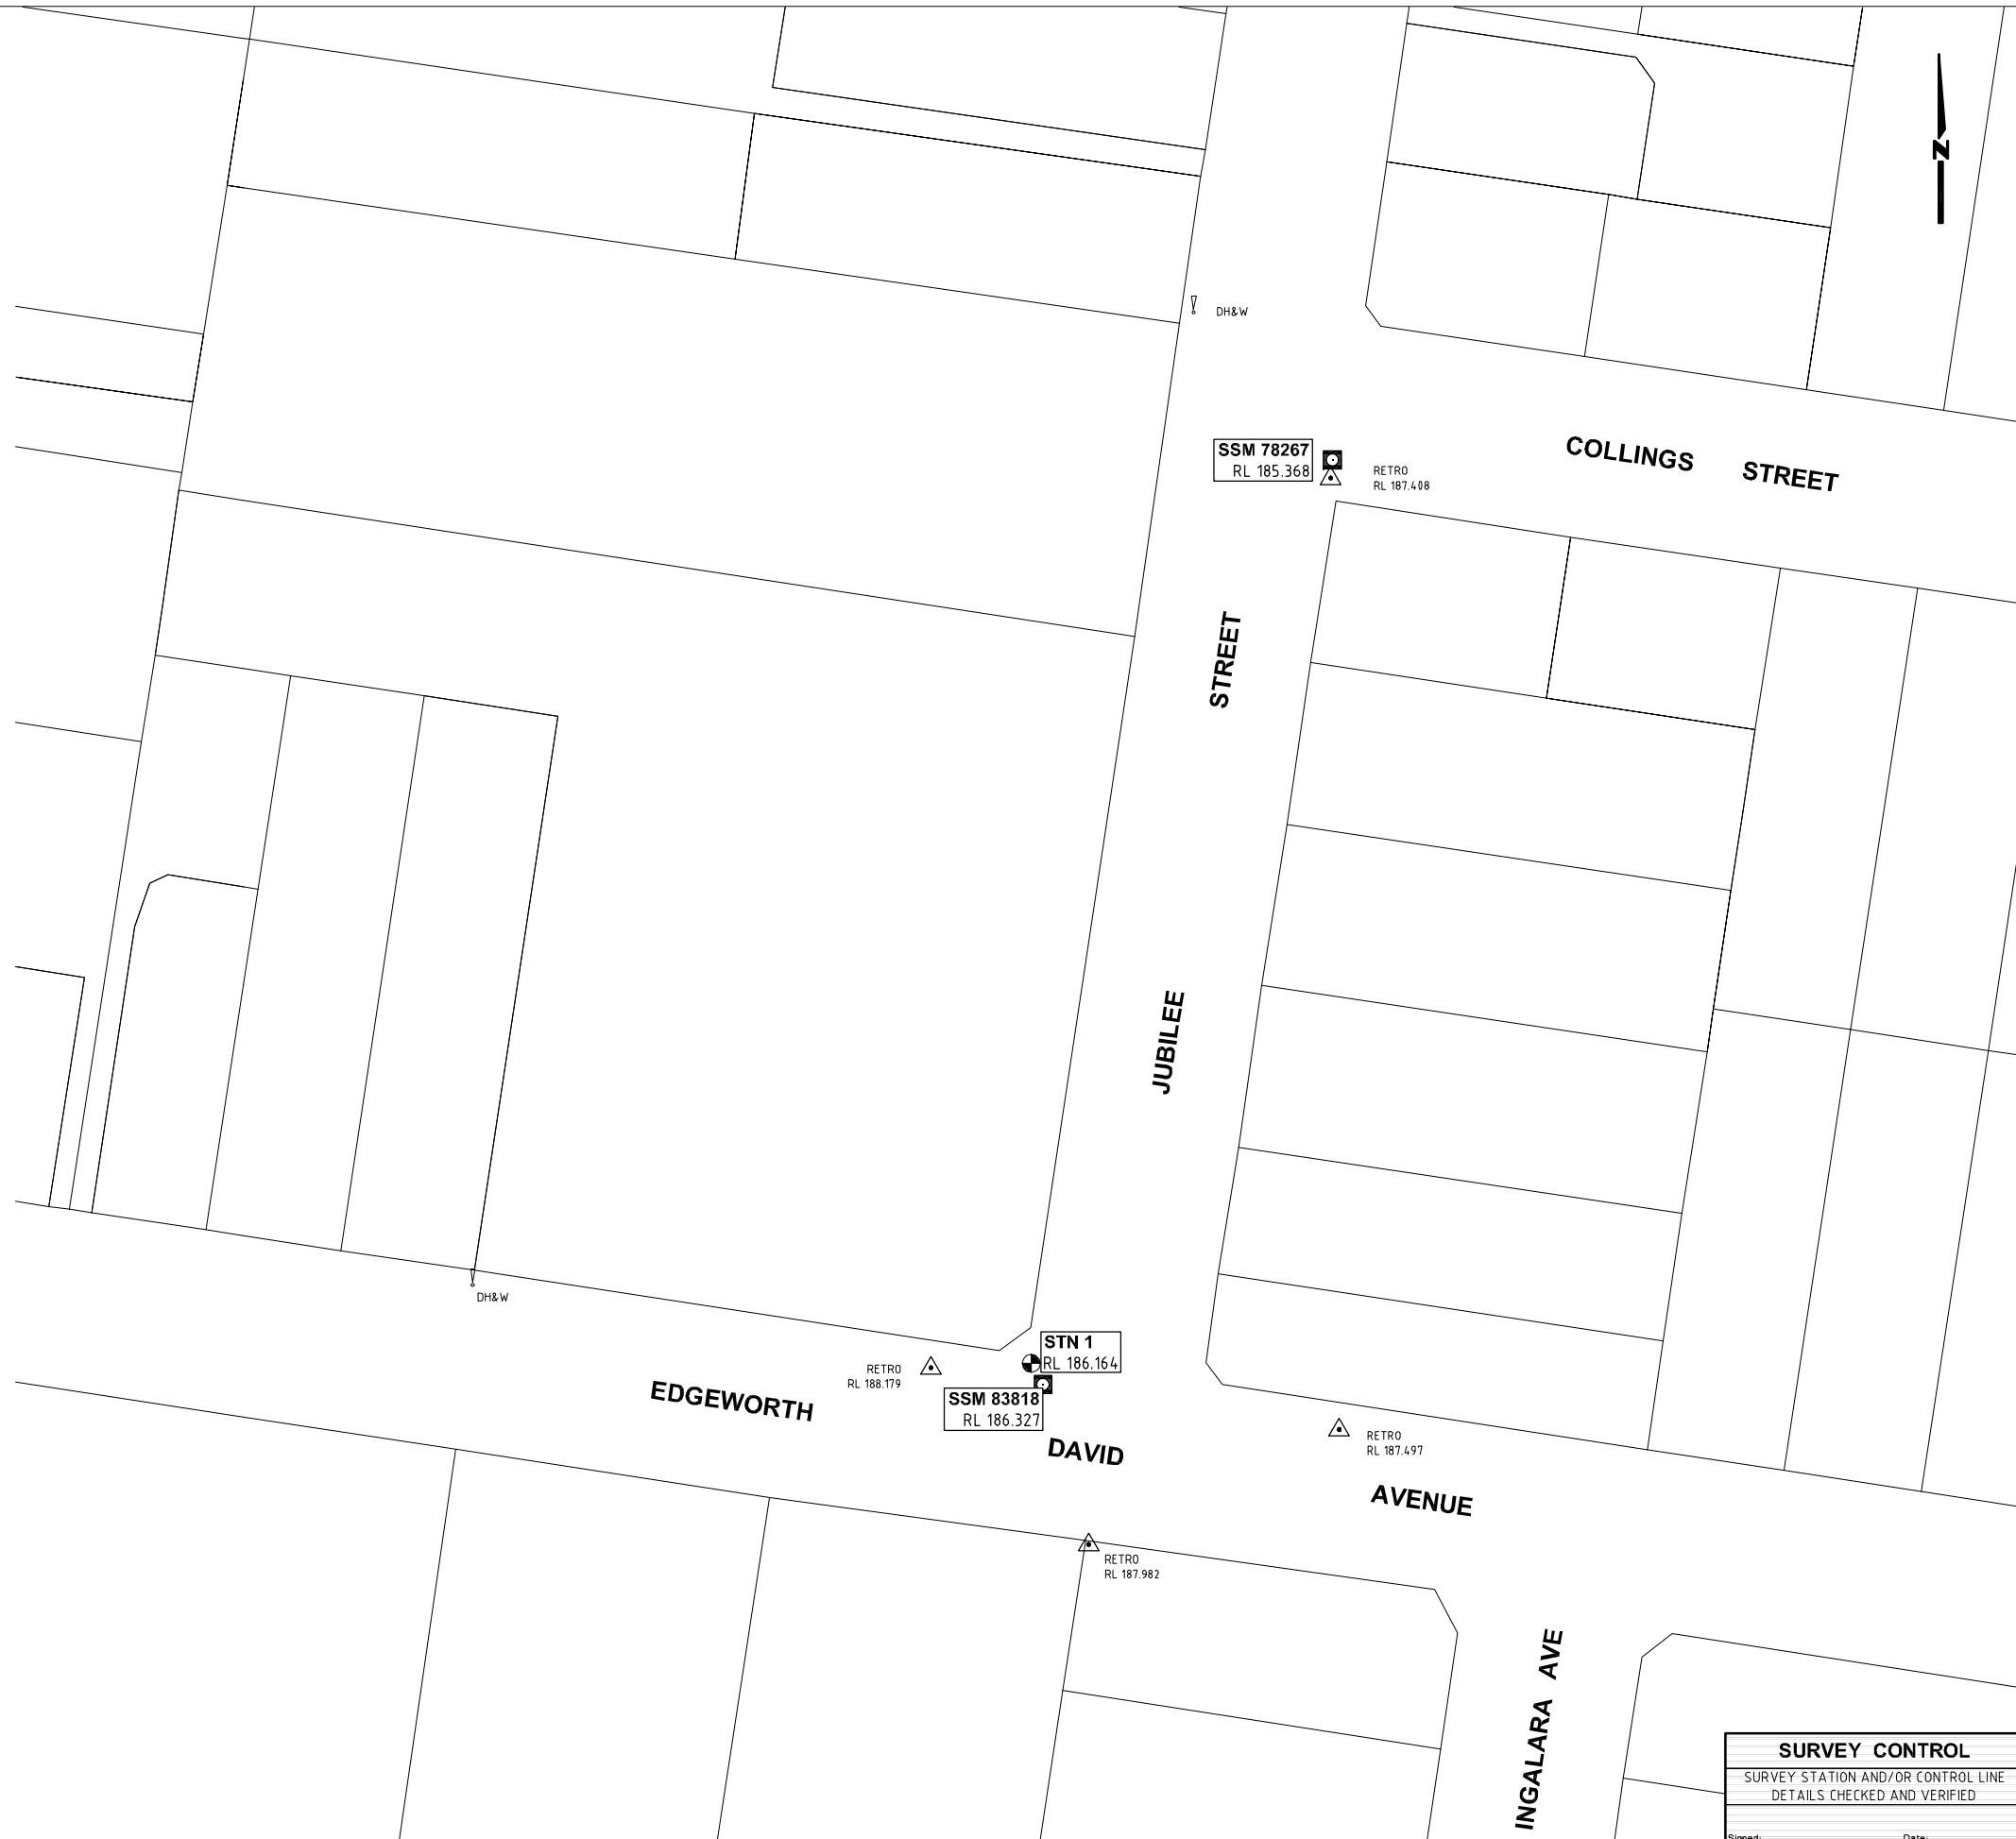 N
DH&W
SSM 78267
RL 185.368
RETRO
RL 187.408
COLLINGS STREET
JUBILEE STREET
DH&W
STN 1
RL 186.164
RETRO
RL 188.179
SSM 83818
RL 186.327
EDGEWORTH DAVID AVENUE
RETRO
RL 187.497
RETRO
RL 187.982
INGALARA AVE
SURVEY CONTROL
SURVEY STATION AND/OR CONTROL LINE
DETAILS CHECKED AND VERIFIED
Signed: Date: